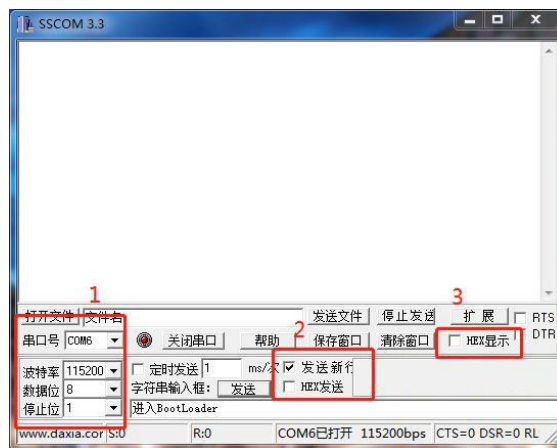 SSCOM 3.3
1
打开文件 文件名 发送文件 停止发送 3 扩 展 RTS
串口号 COM6 关闭串口 帮助 2 保存窗口 清除窗口 HEX显示 DTR
波特率 115200 定时发送 1 ms/次 发送新行
数据位 8 字符串输入框: 发送 HEX发送
停止位 1 进入BootLoader
www.daxia.cor S:0 R:0 COM6已打开 115200bps CTS=0 DSR=0 RL